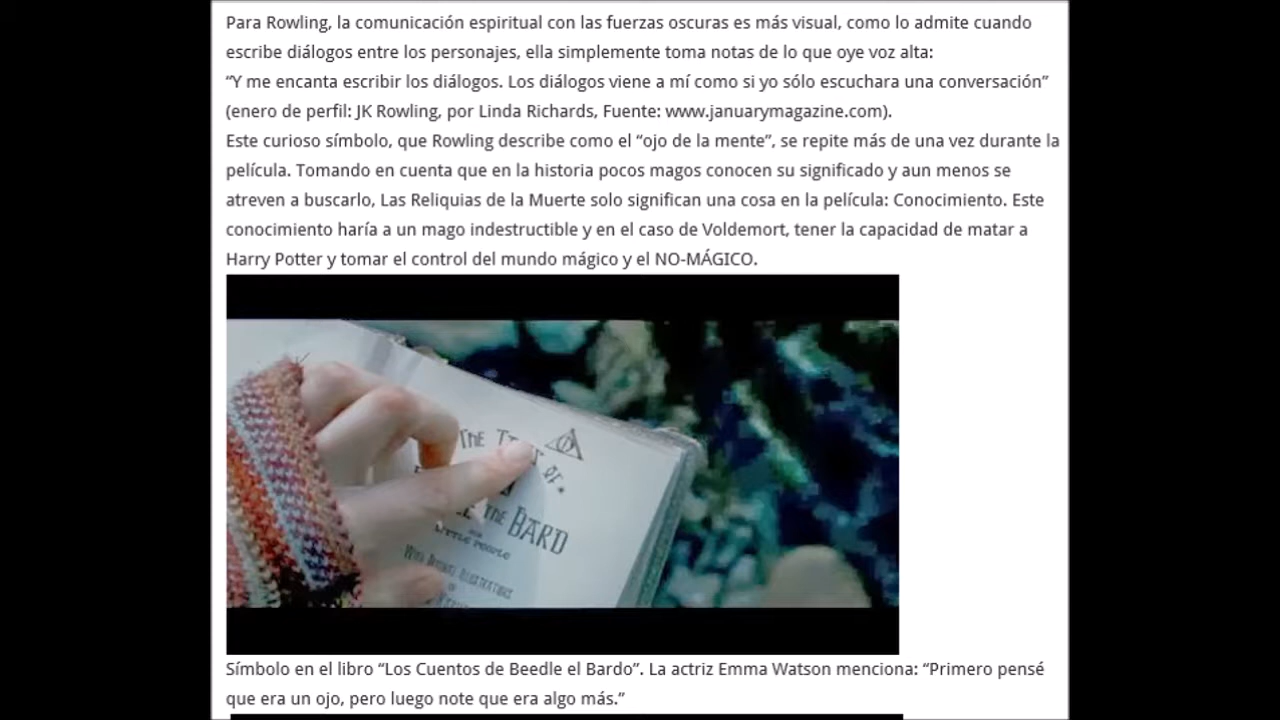 Para Rowling, la comunicación espiritual con las fuerzas oscuras es más visual, como lo admite cuando
escribe diálogos entre los personajes, ella simplemente toma notas de lo que oye voz alta:
“Y me encanta escribir los diálogos. Los diálogos viene a mí como si yo sólo escuchara una conversación”
(enero de perfil: JK Rowling, por Linda Richards, Fuente: www.januarymagazine.com).
Este curioso símbolo, que Rowling describe como el “ojo de la mente”, se repite más de una vez durante la
película. Tomando en cuenta que en la historia pocos magos conocen su significado y aun menos se
atreven a buscarlo, Las Reliquias de la Muerte solo significan una cosa en la película: Conocimiento. Este
conocimiento haría a un mago indestructible y en el caso de Voldemort, tener la capacidad de matar a
Harry Potter y tomar el control del mundo mágico y el NO-MÁGICO.
THE
OF
THE BARD
Símbolo en el libro “Los Cuentos de Beedle el Bardo”. La actriz Emma Watson menciona: “Primero pensé
que era un ojo, pero luego note que era algo más.”